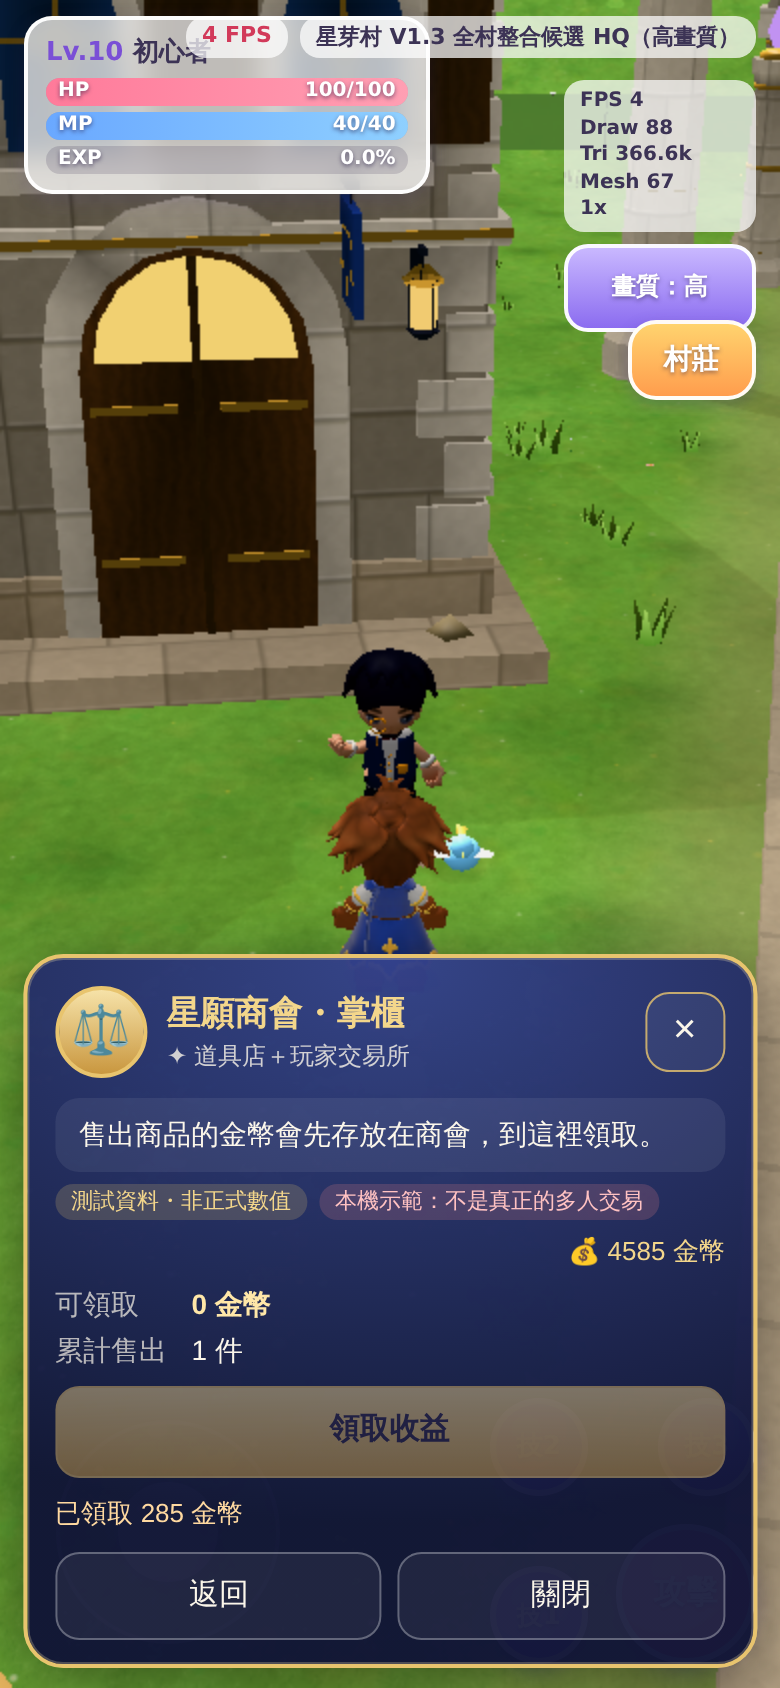 Lv.10 初心者
4 FPS
星芽村 V1.3 全村整合候選 HQ（高畫質）
HP 100/100
MP 40/40
EXP 0.0%
FPS 4
Draw 88
Tri 366.6k
Mesh 67
1x
畫質：高
村莊
星願商會・掌櫃
✦ 道具店＋玩家交易所
×
售出商品的金幣會先存放在商會，到這裡領取。
測試資料・非正式數值
本機示範：不是真正的多人交易
💰 4585 金幣
可領取 0 金幣
累計售出 1 件
領取收益
已領取 285 金幣
返回
關閉